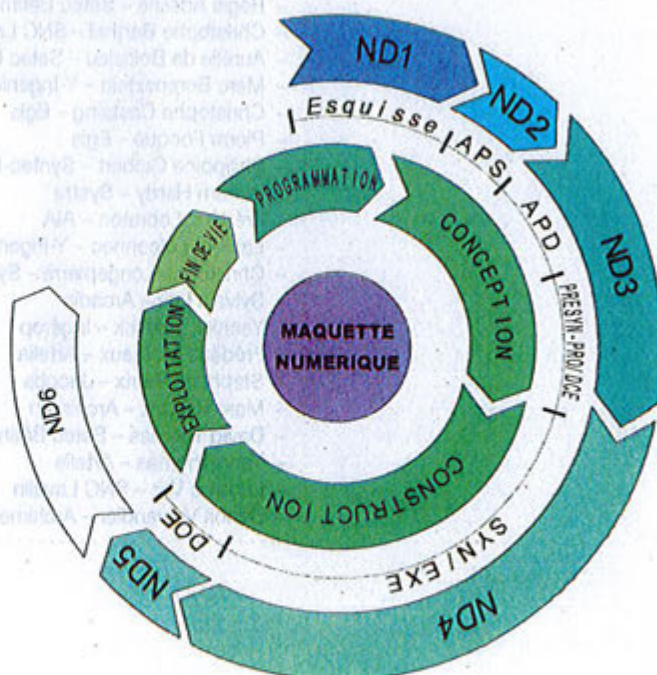 ND1
ND2
ND3
ND4
ND5
ND6
Esquisse
APS
APD
PRESYN-PRO/DCE
SYN/EXE
DOE
PROGRAMMATION
CONCEPTION
CONSTRUCTION
EXPLOITATION
FIN DE VIE
MAQUETTE
NUMERIQUE